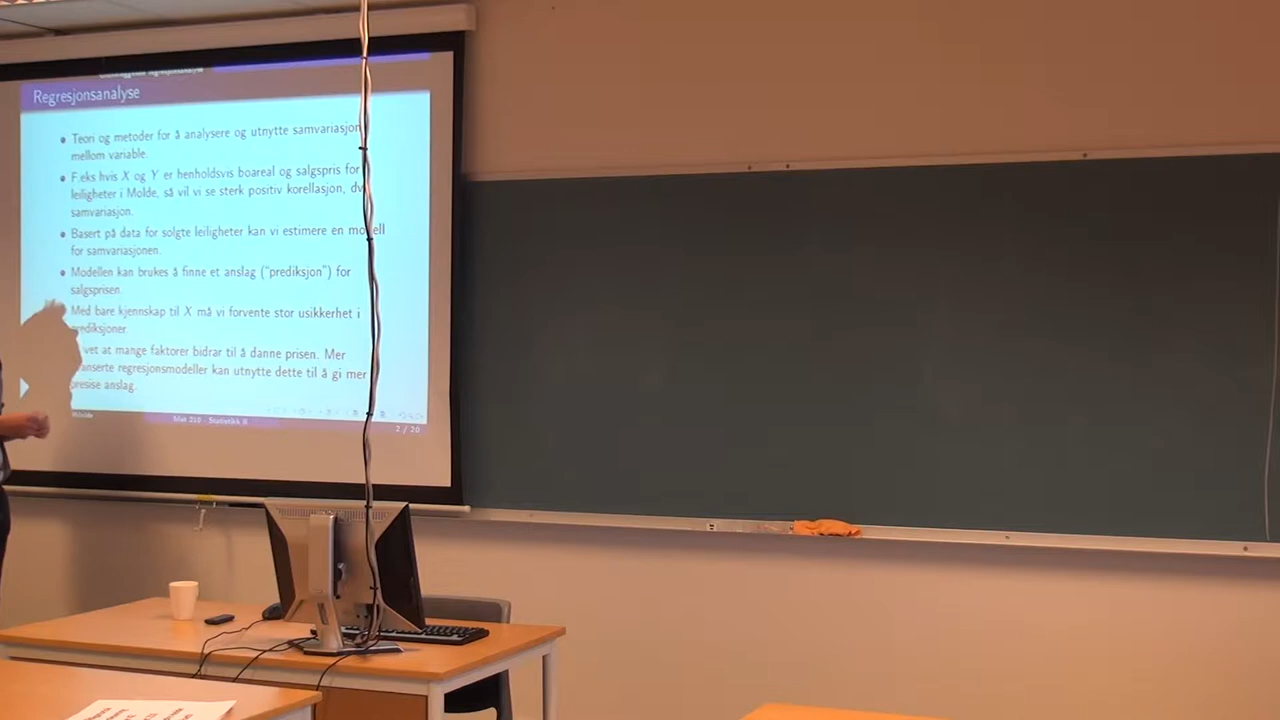 Regresjonsanalyse
Teori og metoder for å analysere og utnytte samvariasjon
mellom variable.
F.eks hvis X og Y er henholdsvis boareal og salgspris for
leiligheter i Molde, så vil vi se sterk positiv korellasjon, dv
samvariasjon.
Basert på data for solgte leiligheter kan vi estimere en modell
for samvariasjonen.
Modellen kan brukes å finne et anslag ("prediksjon") for
salgsprisen.
Med bare kjennskap til X må vi forvente stor usikkerhet i
prediksjoner.
vet at mange faktorer bidrar til å danne prisen. Mer
regresjonsmodeller kan utnytte dette til å gi mer
presise anslag.
Mat 210 - Statistikk II
2 / 20